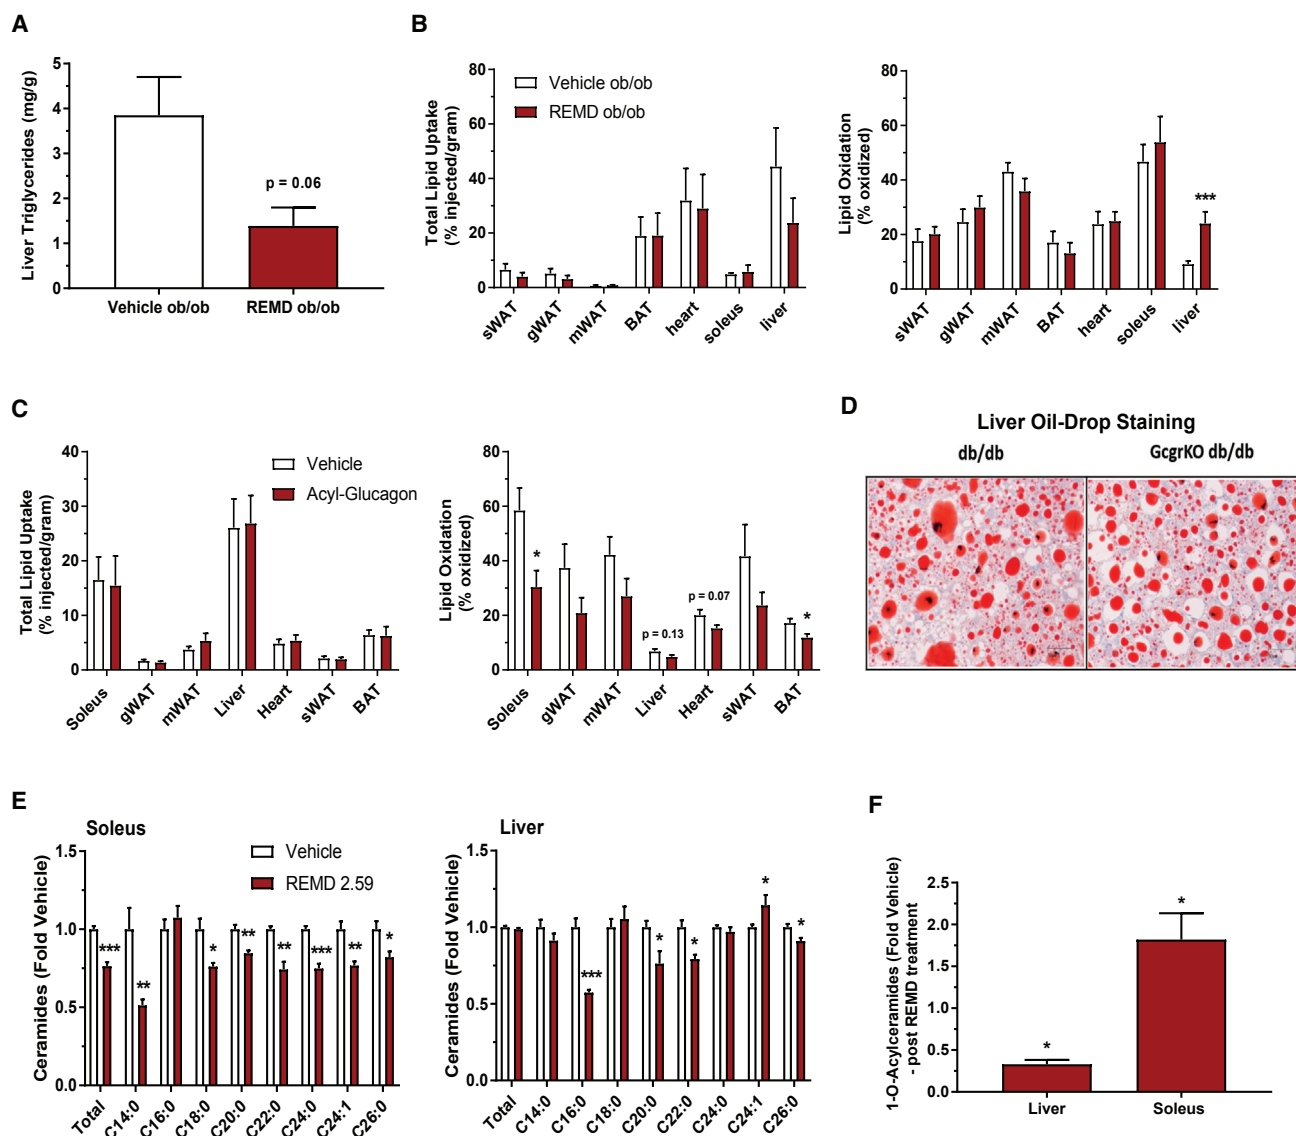 A
Liver Triglycerides (mg/g)
5
4
3
2
1
0
p = 0.06
Vehicle ob/ob
REMD ob/ob
B
Total Lipid Uptake
(% injected/gram)
80
60
40
20
0
Vehicle ob/ob
REMD ob/ob
sWAT
gWAT
mWAT
BAT
heart
soleus
liver
Lipid Oxidation
(% oxidized)
80
60
40
20
0
***
sWAT
gWAT
mWAT
BAT
heart
soleus
liver
C
Total Lipid Uptake
(% injected/gram)
40
30
20
10
0
Vehicle
Acyl-Glucagon
Soleus
gWAT
mWAT
Liver
Heart
sWAT
BAT
Lipid Oxidation
(% oxidized)
80
60
40
20
0
*
p = 0.13
p = 0.07
*
Soleus
gWAT
mWAT
Liver
Heart
sWAT
BAT
D
Liver Oil-Drop Staining
db/db
GcgrKO db/db
E
Soleus
Ceramides (Fold Vehicle)
1.5
1.0
0.5
0.0
Vehicle
REMD 2.59
***
**
*
**
**
***
**
*
Total
C14:0
C16:0
C18:0
C20:0
C22:0
C24:0
C24:1
C26:0
Liver
Ceramides (Fold Vehicle)
1.5
1.0
0.5
0.0
***
*
*
*
*
Total
C14:0
C16:0
C18:0
C20:0
C22:0
C24:0
C24:1
C26:0
F
1-O-Acylceramides (Fold Vehicle)
- post REMD treatment
2.5
2.0
1.5
1.0
0.5
0.0
*
*
Liver
Soleus